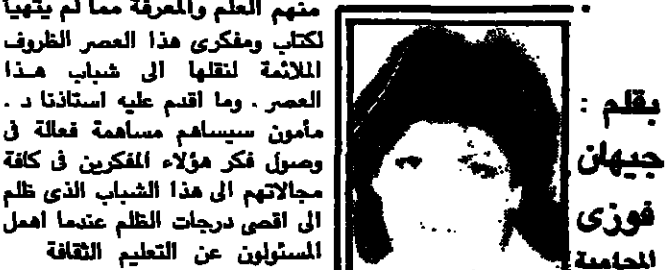 منهم العلم والمعرفة مما لم يتهيأ
لكتاب ومفكرى هذا العصر الظروف
الملائمة لنقلها الى شباب هذا
العصر . وما اقدم عليه استاذنا د .
مأمون سيساهم مساهمة فعالة فى
وصول فكر هؤلاء المفكرين فى كافة
مجالاتهم الى هذا الشباب الذى ظلم
الى اقصى درجات الظلم عندما اهمل
المسئولون عن التعليم الثقافة
بقلم :
جيهان
فوزى
المحامية